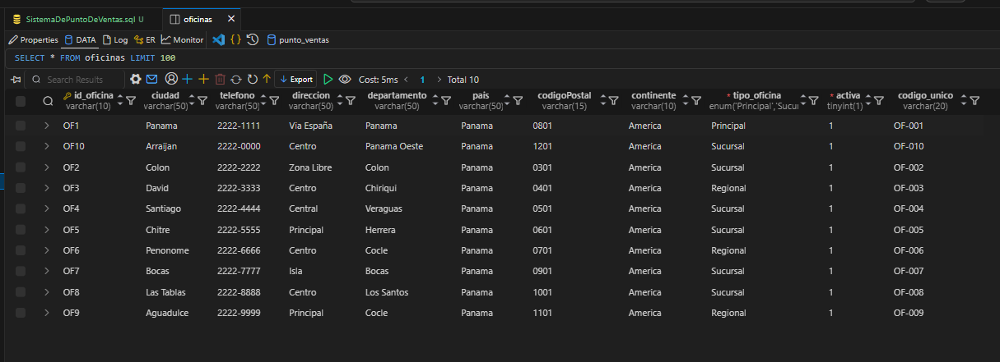 SistemaDePuntoDeVentas.sql U oficinas
Properties DATA Log ER Monitor punto_ventas
SELECT * FROM oficinas LIMIT 100
Search Results Export Cost: 5ms 1 Total 10
id_oficina ciudad telefono direccion departamento pais codigoPostal continente * tipo_oficina * activa codigo_unico
varchar(10) varchar(50) varchar(50) varchar(50) varchar(50) varchar(50) varchar(15) varchar(10) enum('Principal','Sucu tinyint(1) varchar(20)
OF1 Panama 2222-1111 Via España Panama Panama 0801 America Principal 1 OF-001
OF10 Arraijan 2222-0000 Centro Panama Oeste Panama 1201 America Sucursal 1 OF-010
OF2 Colon 2222-2222 Zona Libre Colon Panama 0301 America Sucursal 1 OF-002
OF3 David 2222-3333 Centro Chiriqui Panama 0401 America Regional 1 OF-003
OF4 Santiago 2222-4444 Central Veraguas Panama 0501 America Sucursal 1 OF-004
OF5 Chitre 2222-5555 Principal Herrera Panama 0601 America Sucursal 1 OF-005
OF6 Penonome 2222-6666 Centro Cocle Panama 0701 America Regional 1 OF-006
OF7 Bocas 2222-7777 Isla Bocas Panama 0901 America Sucursal 1 OF-007
OF8 Las Tablas 2222-8888 Centro Los Santos Panama 1001 America Sucursal 1 OF-008
OF9 Aguadulce 2222-9999 Principal Cocle Panama 1101 America Regional 1 OF-009